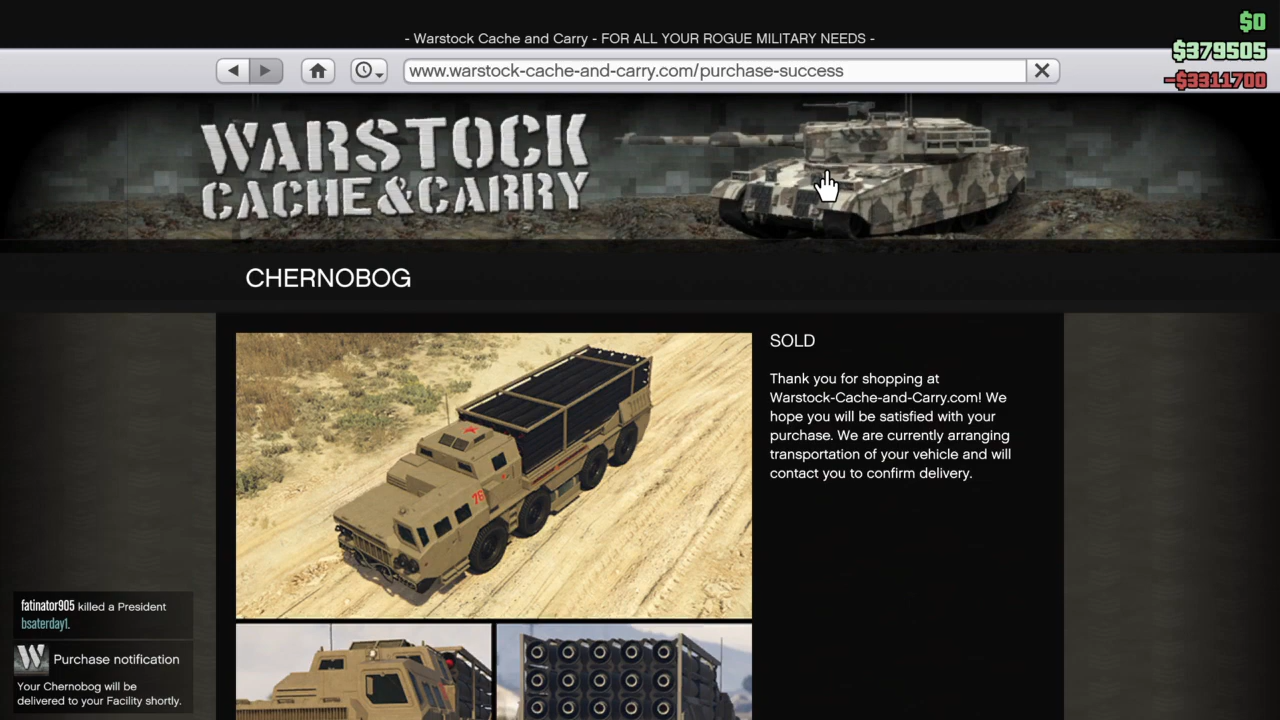 - Warstock Cache and Carry - FOR ALL YOUR ROGUE MILITARY NEEDS -
$0
$379505
-$3311700
www.warstock-cache-and-carry.com/purchase-success
WARSTOCK
CACHE&CARRY
CHERNOBOG
SOLD
Thank you for shopping at
Warstock-Cache-and-Carry.com! We
hope you will be satisfied with your
purchase. We are currently arranging
transportation of your vehicle and will
contact you to confirm delivery.
76
fatinator905 killed a President
bsaterday1.
W
Purchase notification
Your Chernobog will be
delivered to your Facility shortly.